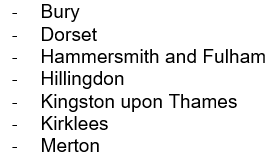 - Bury
- Dorset
- Hammersmith and Fulham
- Hillingdon
- Kingston upon Thames
- Kirklees
- Merton